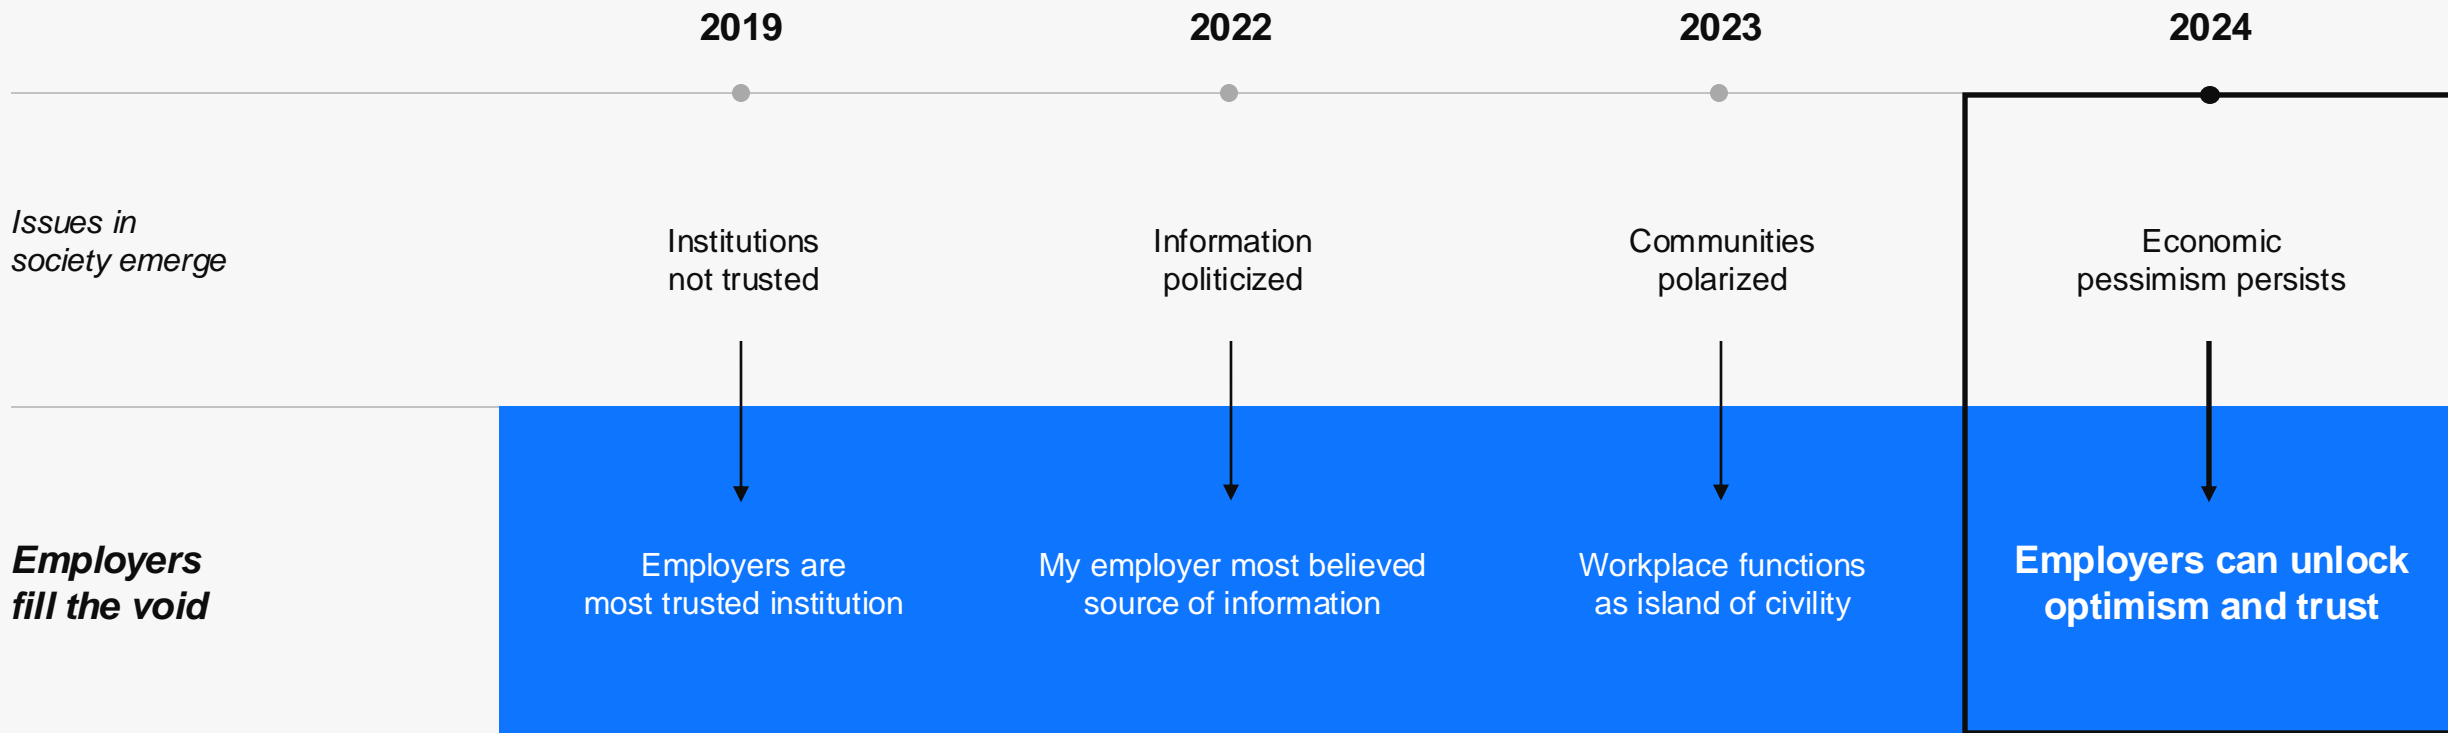 2019
2022
2023
2024
Issues in
society emerge
Institutions
not trusted
Information
politicized
Communities
polarized
Economic
pessimism persists
Employers
fill the void
Employers are
most trusted institution
My employer most believed
source of information
Workplace functions
as island of civility
Employers can unlock
optimism and trust